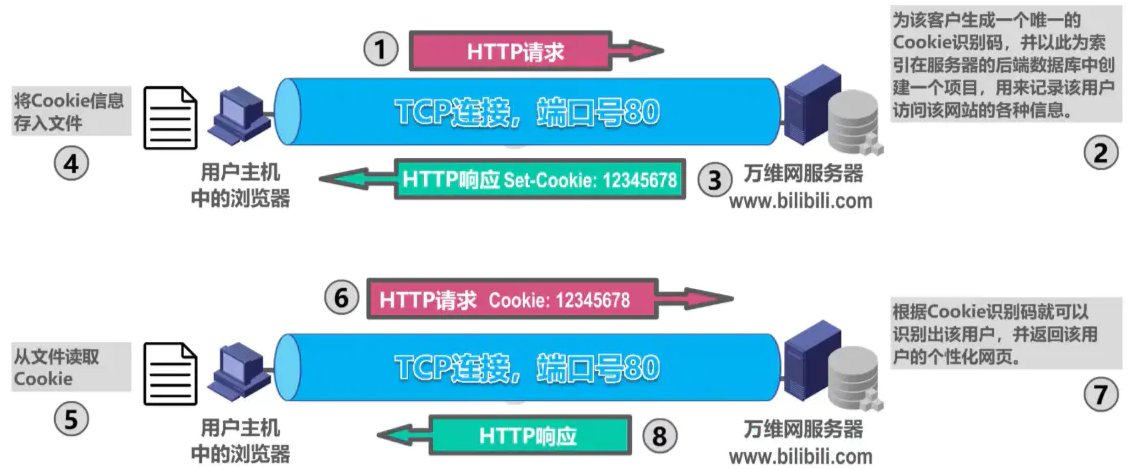 ① HTTP请求
为该客户生成一个唯一的
Cookie识别码，并以此为索
引在服务器的后端数据库中创
建一个项目，用来记录该用户
访问该网站的各种信息。
②
将Cookie信息
存入文件
④
TCP连接，端口号80
用户主机
中的浏览器
HTTP响应 Set-Cookie: 12345678 ③
万维网服务器
www.bilibili.com
⑥ HTTP请求 Cookie: 12345678
根据Cookie识别码就可以
识别出该用户，并返回该用
户的个性化网页。
⑦
从文件读取
Cookie
⑤
TCP连接，端口号80
用户主机
中的浏览器
HTTP响应 ⑧
万维网服务器
www.bilibili.com